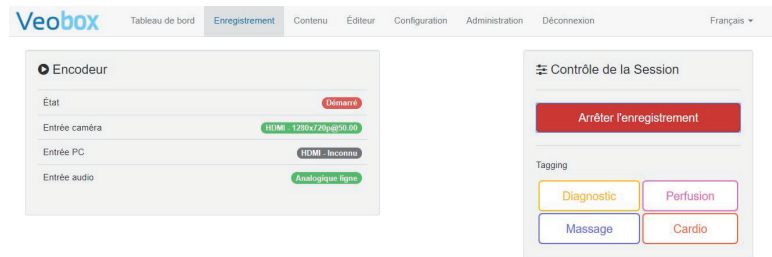 Veobox
Tableau de bord Enregistrement Contenu Éditeur Configuration Administration Déconnexion Français
Encodeur
État Démarré
Entrée caméra HDMI - 1280x720p@50.00
Entrée PC HDMI - Inconnu
Entrée audio Analogique ligne
Contrôle de la Session
Arrêter l'enregistrement
Tagging
Diagnostic Perfusion
Massage Cardio